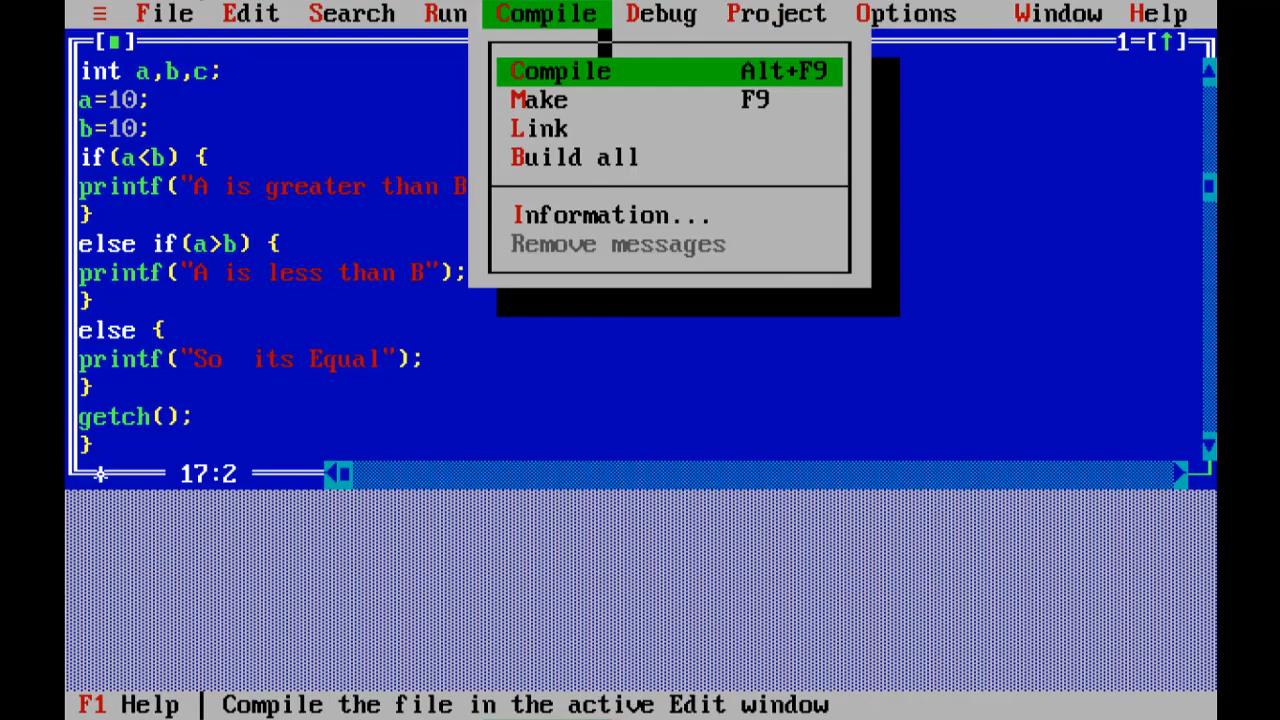 ≡ File Edit Search Run Compile Debug Project Options Window Help
[■] 1=[↑]
int a,b,c;
a=10;
b=10;
if(a<b) {
printf("A is greater than B
}
else if(a>b) {
printf("A is less than B");
}
else {
printf("So  its Equal");
}
getch();
}
17:2
Compile Alt+F9
Make F9
Link
Build all
Information...
Remove messages
F1 Help │ Compile the file in the active Edit window